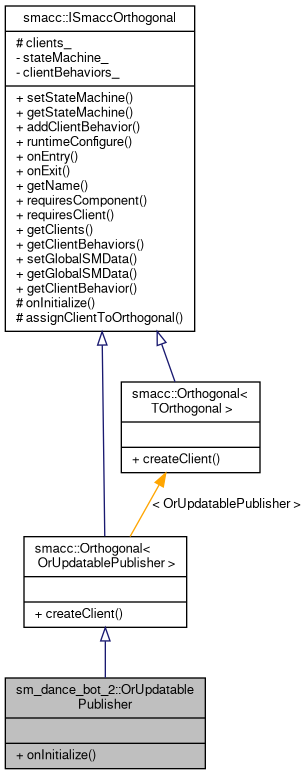 smacc::ISmaccOrthogonal
# clients_
- stateMachine_
- clientBehaviors_
+ setStateMachine()
+ getStateMachine()
+ addClientBehavior()
+ runtimeConfigure()
+ onEntry()
+ onExit()
+ getName()
+ requiresComponent()
+ requiresClient()
+ getClients()
+ getClientBehaviors()
+ setGlobalSMData()
+ getGlobalSMData()
+ getClientBehavior()
# onInitialize()
# assignClientToOrthogonal()
smacc::Orthogonal<
TOrthogonal >
+ createClient()
< OrUpdatablePublisher >
smacc::Orthogonal<
OrUpdatablePublisher >
+ createClient()
sm_dance_bot_2::OrUpdatable
Publisher
+ onInitialize()